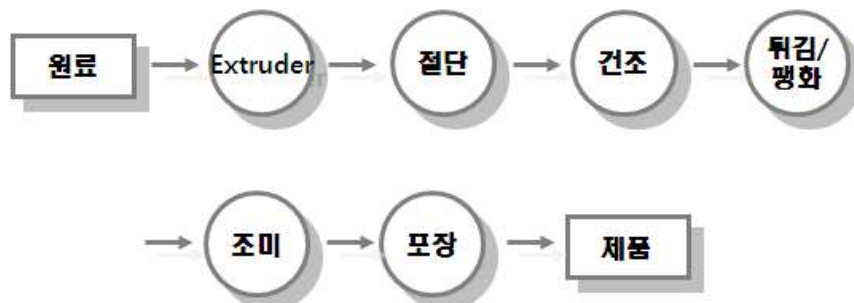 원료
Extruder
절단
건조
튀김/
팽화
조미
포장
제품